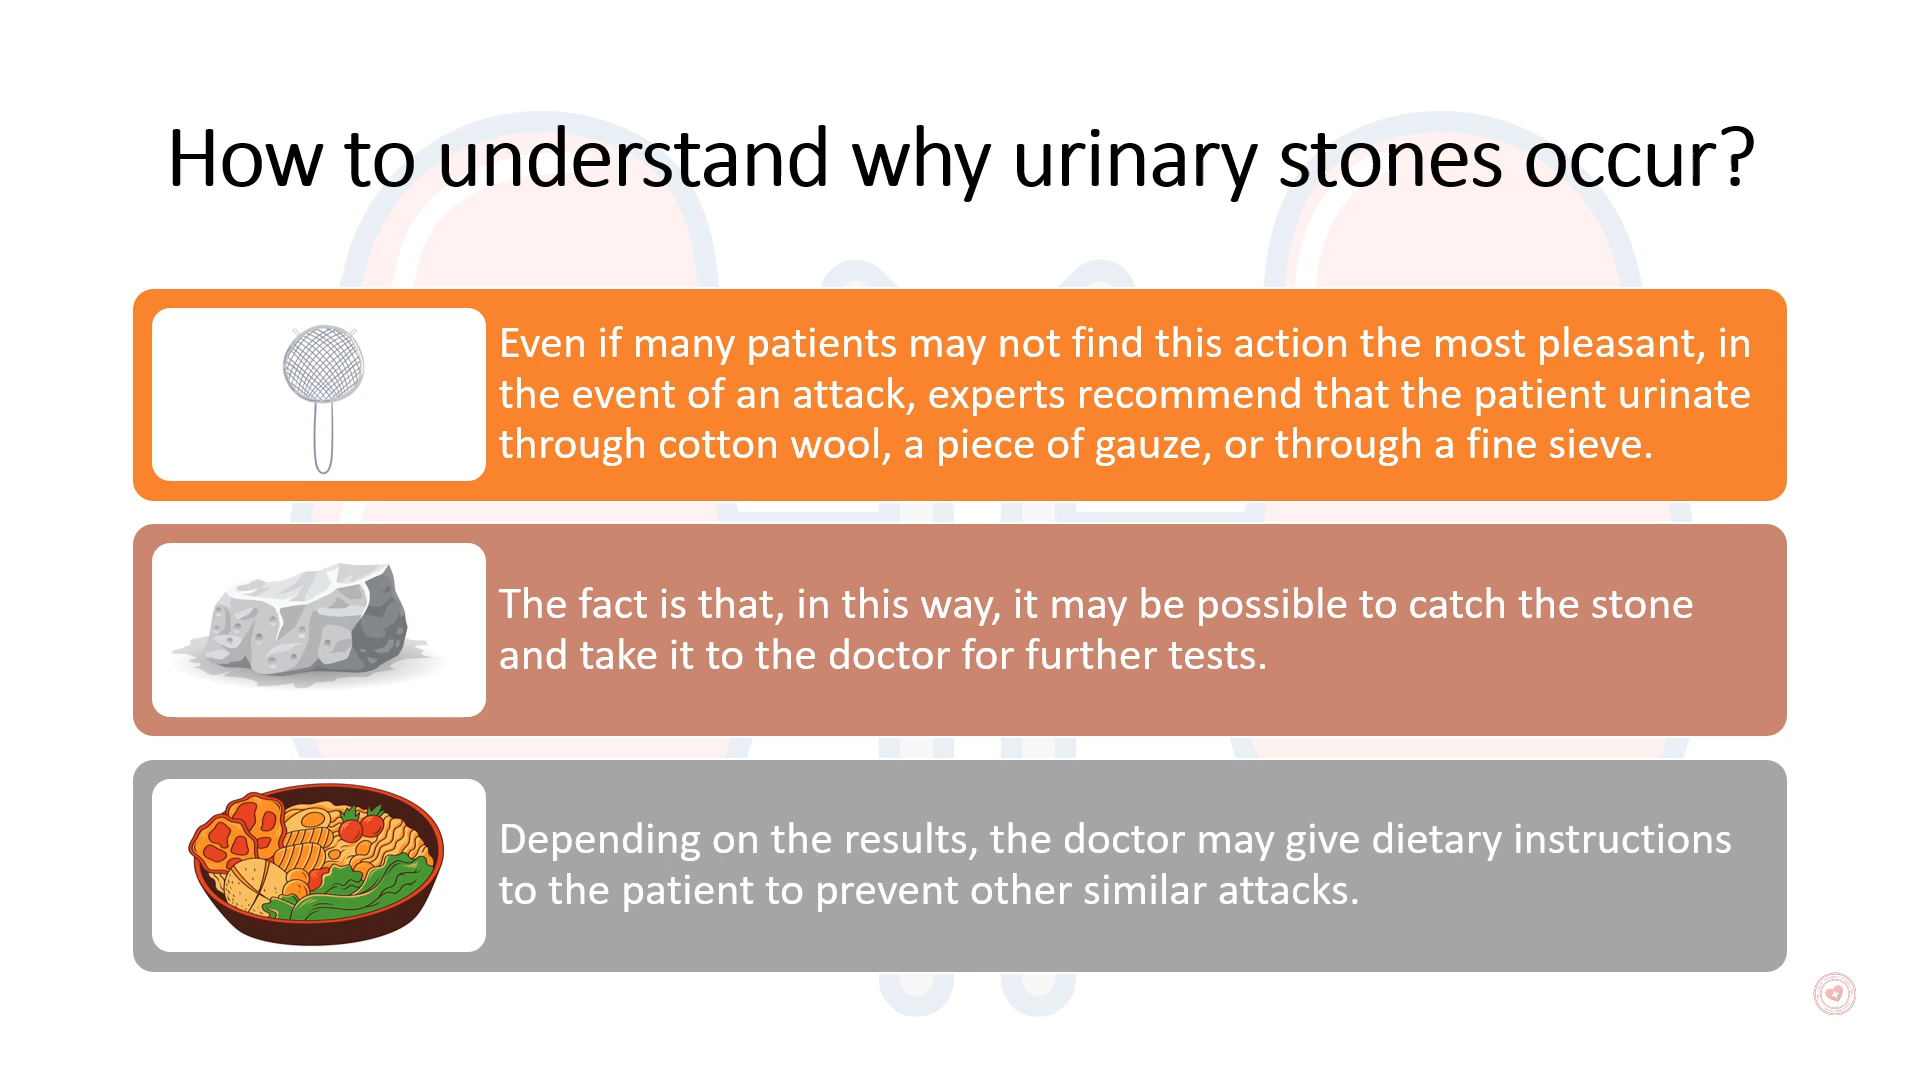 How to understand why urinary stones occur?
Even if many patients may not find this action the most pleasant, in
the event of an attack, experts recommend that the patient urinate
through cotton wool, a piece of gauze, or through a fine sieve.
The fact is that, in this way, it may be possible to catch the stone
and take it to the doctor for further tests.
Depending on the results, the doctor may give dietary instructions
to the patient to prevent other similar attacks.